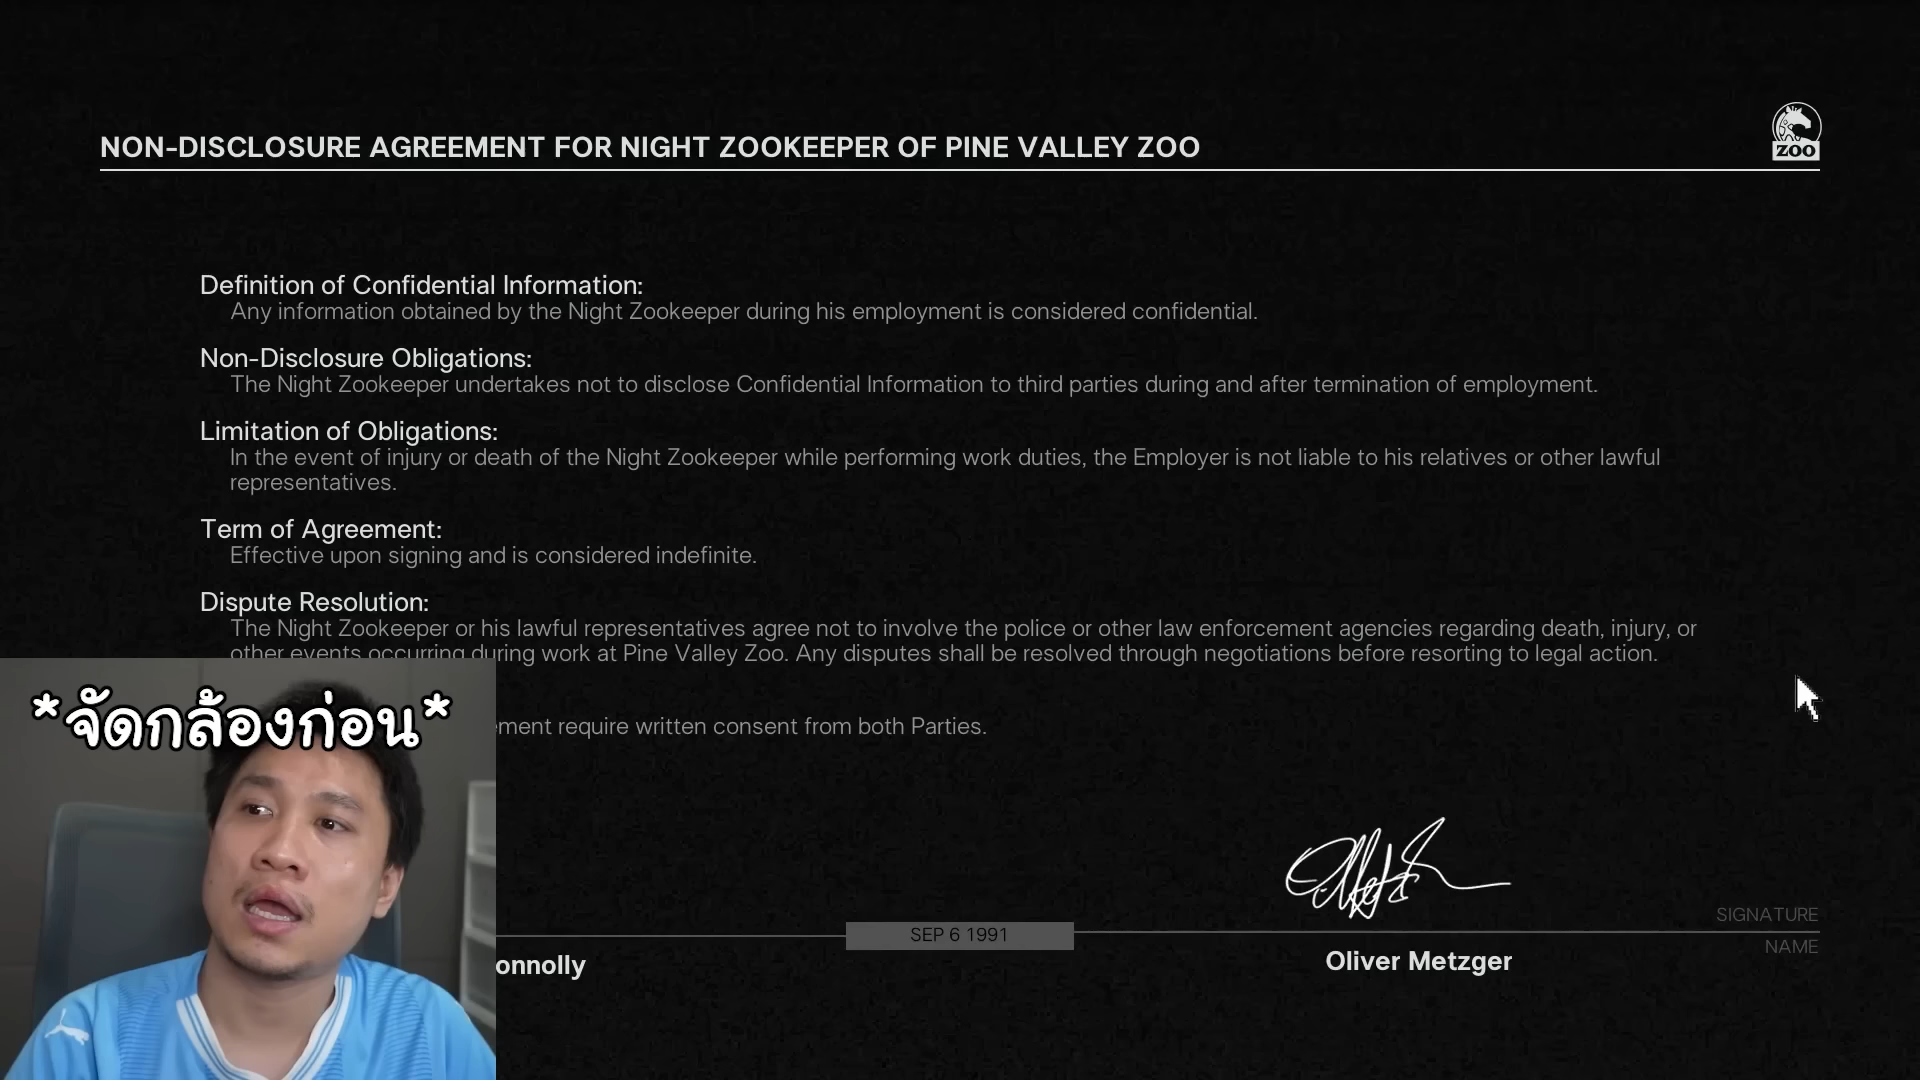 NON-DISCLOSURE AGREEMENT FOR NIGHT ZOOKEEPER OF PINE VALLEY ZOO
ZOO
Definition of Confidential Information:
Any information obtained by the Night Zookeeper during his employment is considered confidential.
Non-Disclosure Obligations:
The Night Zookeeper undertakes not to disclose Confidential Information to third parties during and after termination of employment.
Limitation of Obligations:
In the event of injury or death of the Night Zookeeper while performing work duties, the Employer is not liable to his relatives or other lawful
representatives.
Term of Agreement:
Effective upon signing and is considered indefinite.
Dispute Resolution:
The Night Zookeeper or his lawful representatives agree not to involve the police or other law enforcement agencies regarding death, injury, or
other events occurring during work at Pine Valley Zoo. Any disputes shall be resolved through negotiations before resorting to legal action.
*จัดกล้องก่อน*
ement require written consent from both Parties.
SIGNATURE
SEP 6 1991
NAME
onnolly
Oliver Metzger